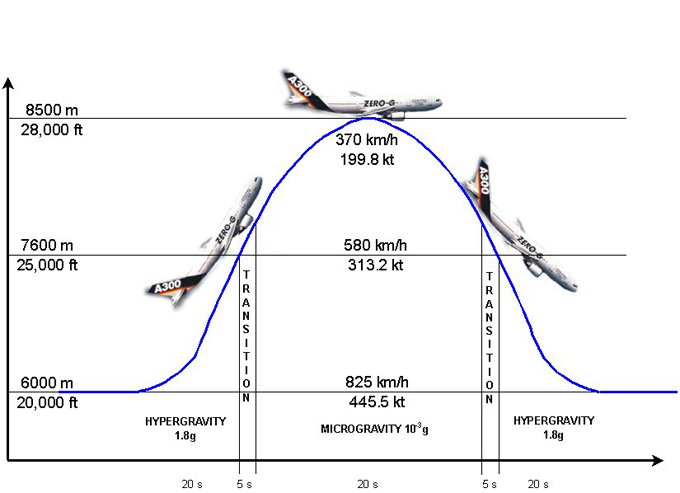 A300
ZERO-G
8500 m
28,000 ft
370 km/h
199.8 kt
ZERO-G
A300
A300
ZERO-G
7600 m
25,000 ft
580 km/h
313.2 kt
TRANSITION
TRANSITION
6000 m
20,000 ft
825 km/h
445.5 kt
HYPERGRAVITY
1.8g
MICROGRAVITY 10⁻³g
HYPERGRAVITY
1.8g
20 s
5 s
20 s
5 s
20 s